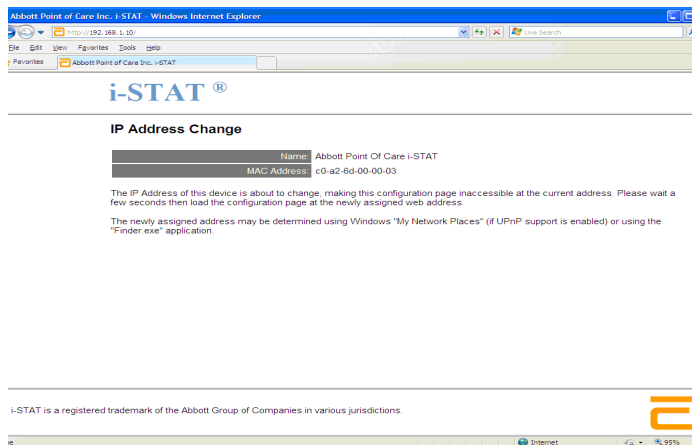 Abbott Point of Care Inc. i-STAT - Windows Internet Explorer
http://192.168.1.10/
Live Search
File Edit View Favorites Tools Help
Favorites Abbott Point of Care Inc. i-STAT
i-STAT ®
IP Address Change
Name: Abbott Point Of Care i-STAT
MAC Address: c0-a2-6d-00-00-03
The IP Address of this device is about to change, making this configuration page inaccessible at the current address. Please wait a
few seconds then load the configuration page at the newly assigned web address.
The newly assigned address may be determined using Windows "My Network Places" (if UPnP support is enabled) or using the
"Finder.exe" application.
i-STAT is a registered trademark of the Abbott Group of Companies in various jurisdictions.
Internet 95%